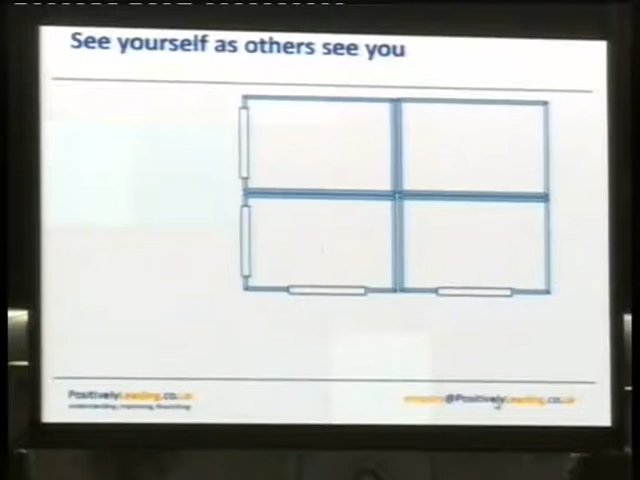 See yourself as others see you
PositivelyLeading.co.uk
enquiry@PositivelyLeading.co.uk